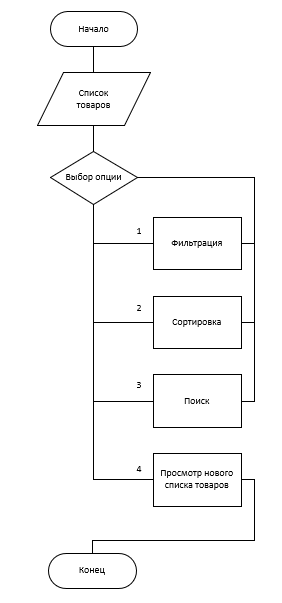 Начало
Список
товаров
Выбор опции
1
Фильтрация
2
Сортировка
3
Поиск
4
Просмотр нового
списка товаров
Конец